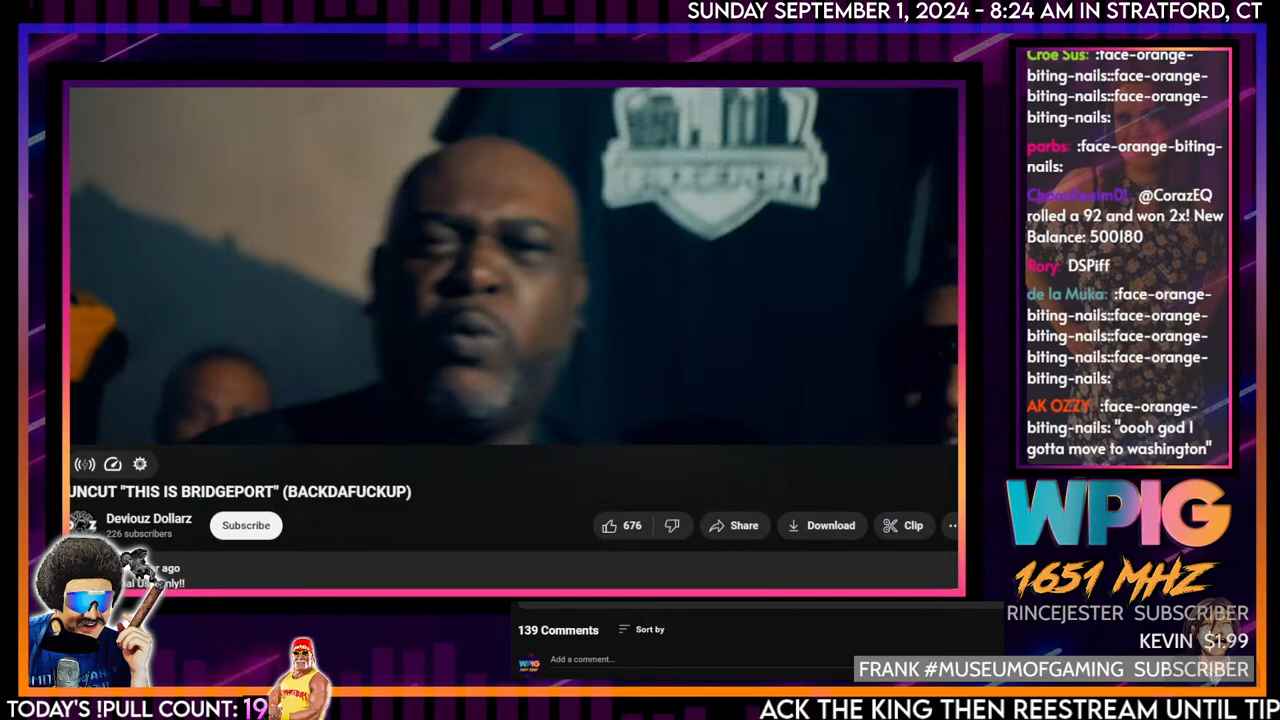 SUNDAY SEPTEMBER 1, 2024 - 8:24 AM IN STRATFORD, CT
Croe Sus: :face-orange-
biting-nails::face-orange-
biting-nails::face-orange-
biting-nails:
parbs: :face-orange-biting-
nails:
@CorazEQ
rolled a 92 and won 2x! New
Balance: 500180
Rory: DSPiff
de la Muka: :face-orange-
biting-nails::face-orange-
biting-nails::face-orange-
biting-nails::face-orange-
biting-nails:
AK OZZY: :face-orange-
biting-nails: "oooh god I
gotta move to washington"
UNCUT "THIS IS BRIDGEPORT" (BACKDAFUCKUP)
Deviouz Dollarz
226 subscribers
Subscribe
676
Share
Download
Clip
ago
only!!
139 Comments
Sort by
WPIG
Add a comment...
WPIG
1651 MHZ
RINCEJESTER SUBSCRIBER
KEVIN $1.99
FRANK #MUSEUMOFGAMING SUBSCRIBER
TODAY'S !PULL COUNT: 19
ACK THE KING THEN REESTREAM UNTIL TIP